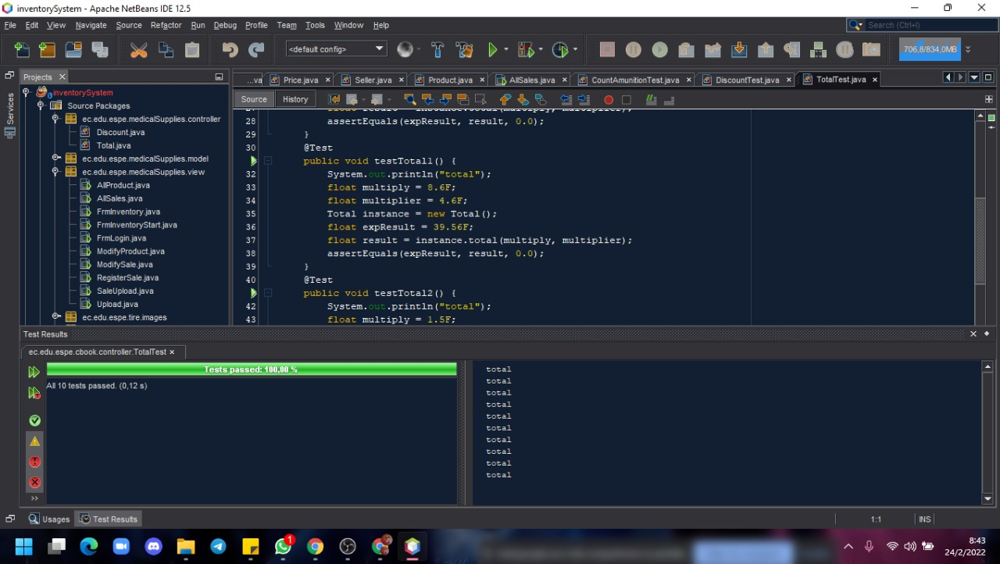 inventorySystem - Apache NetBeans IDE 12.5
File Edit View Navigate Source Refactor Run Debug Profile Team Tools Window Help
Search (Ctrl+I)
<default config>
706.8/834.0MB
Services
Projects
...va Price.java Seller.java Product.java AllSales.java CountAmunitionTest.java DiscountTest.java TotalTest.java
Source History
inventorySystem
Source Packages
ec.edu.espe.medicalSupplies.controller
Discount.java
Total.java
ec.edu.espe.medicalSupplies.model
ec.edu.espe.medicalSupplies.view
AllProduct.java
AllSales.java
FrmInventory.java
FrmInventoryStart.java
FrmLogin.java
ModifyProduct.java
ModifySale.java
RegisterSale.java
SaleUpload.java
Upload.java
ec.edu.espe.tire.images
28 assertEquals(expResult, result, 0.0);
29 }
30 @Test
public void testTotal1() {
32 System.out.println("total");
33 float multiply = 8.6F;
34 float multiplier = 4.6F;
35 Total instance = new Total();
36 float expResult = 39.56F;
37 float result = instance.total(multiply, multiplier);
38 assertEquals(expResult, result, 0.0);
39 }
40 @Test
public void testTotal2() {
42 System.out.println("total");
43 float multiply = 1.5F;
Test Results
ec.edu.espe.cbook.controller.TotalTest
Tests passed: 100,00 %
All 10 tests passed. (0,12 s)
total
total
total
total
total
total
total
total
total
total
Usages Test Results
1:1 INS
1
8:43
24/2/2022